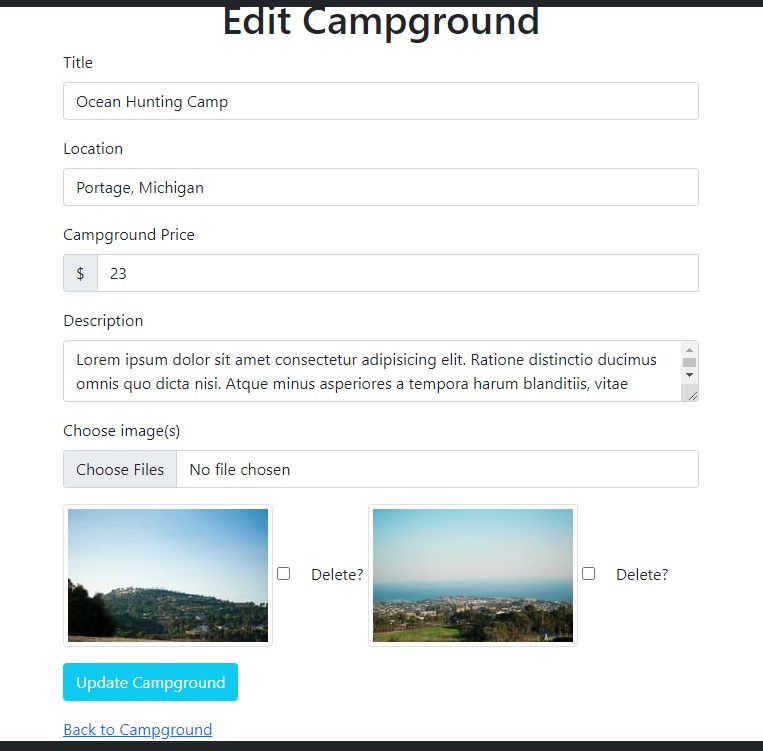 Edit Campground
Title
Ocean Hunting Camp
Location
Portage, Michigan
Campground Price
$ 23
Description
Lorem ipsum dolor sit amet consectetur adipisicing elit. Ratione distinctio ducimus
omnis quo dicta nisi. Atque minus asperiores a tempora harum blanditiis, vitae
Choose image(s)
Choose Files No file chosen
Delete? Delete?
Update Campground
Back to Campground